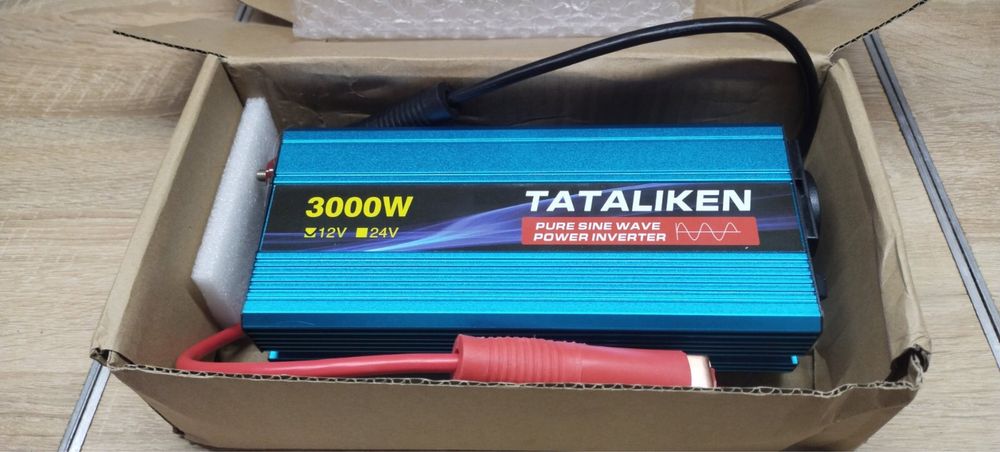 3000W
12V 24V
TATALIKEN
PURE SINE WAVE
POWER INVERTER